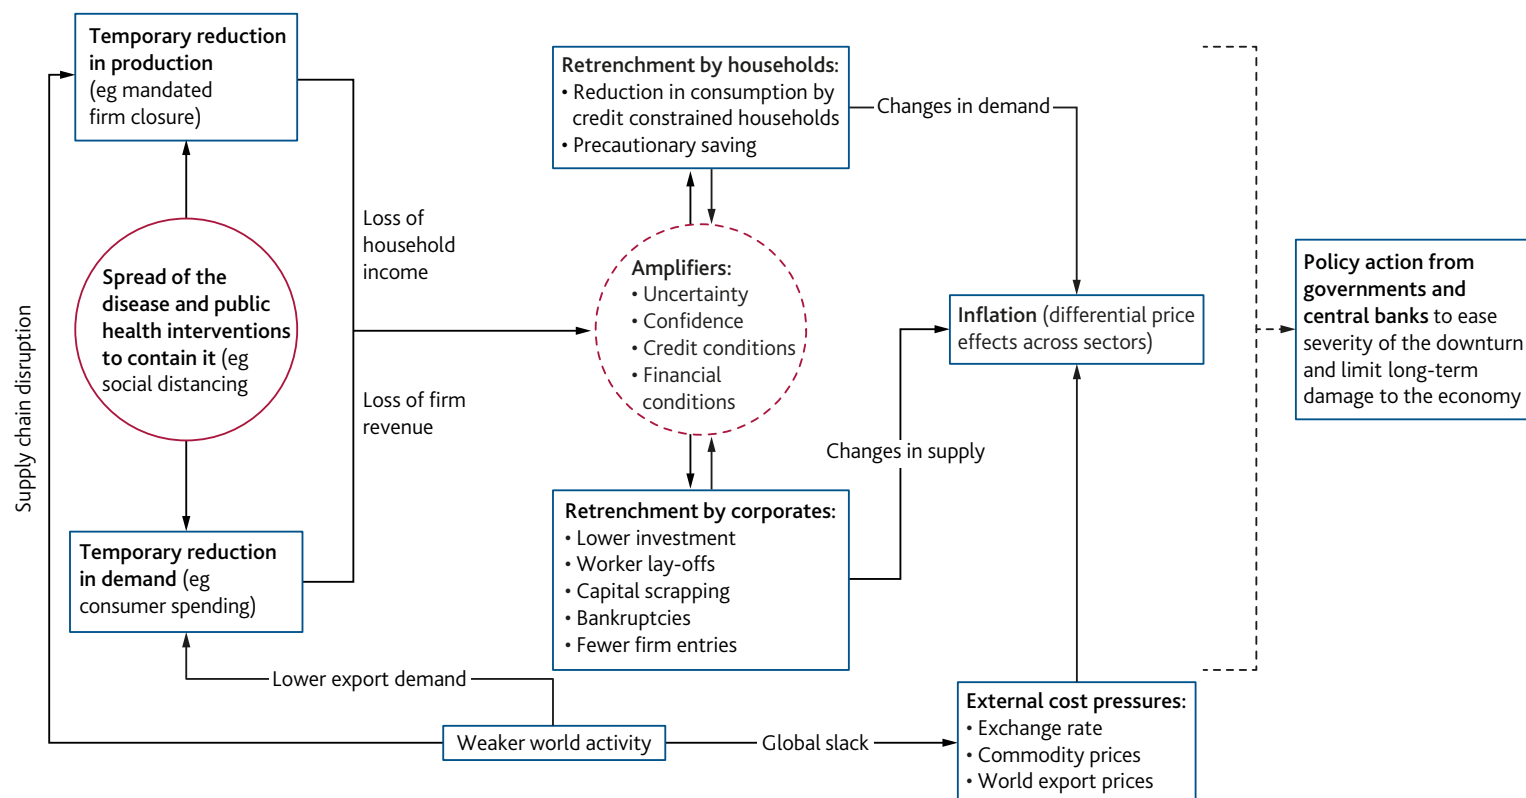 Temporary reduction
in production
(eg mandated
firm closure)
Spread of the
disease and public
health interventions
to contain it (eg
social distancing
Temporary reduction
in demand (eg
consumer spending)
Supply chain disruption
Loss of
household
income
Loss of firm
revenue
Retrenchment by households:
• Reduction in consumption by
credit constrained households
• Precautionary saving
Amplifiers:
• Uncertainty
• Confidence
• Credit conditions
• Financial
conditions
Retrenchment by corporates:
• Lower investment
• Worker lay-offs
• Capital scrapping
• Bankruptcies
• Fewer firm entries
Lower export demand
Weaker world activity
Global slack
Changes in demand
Changes in supply
Inflation (differential price
effects across sectors)
External cost pressures:
• Exchange rate
• Commodity prices
• World export prices
Policy action from
governments and
central banks to ease
severity of the downturn
and limit long-term
damage to the economy